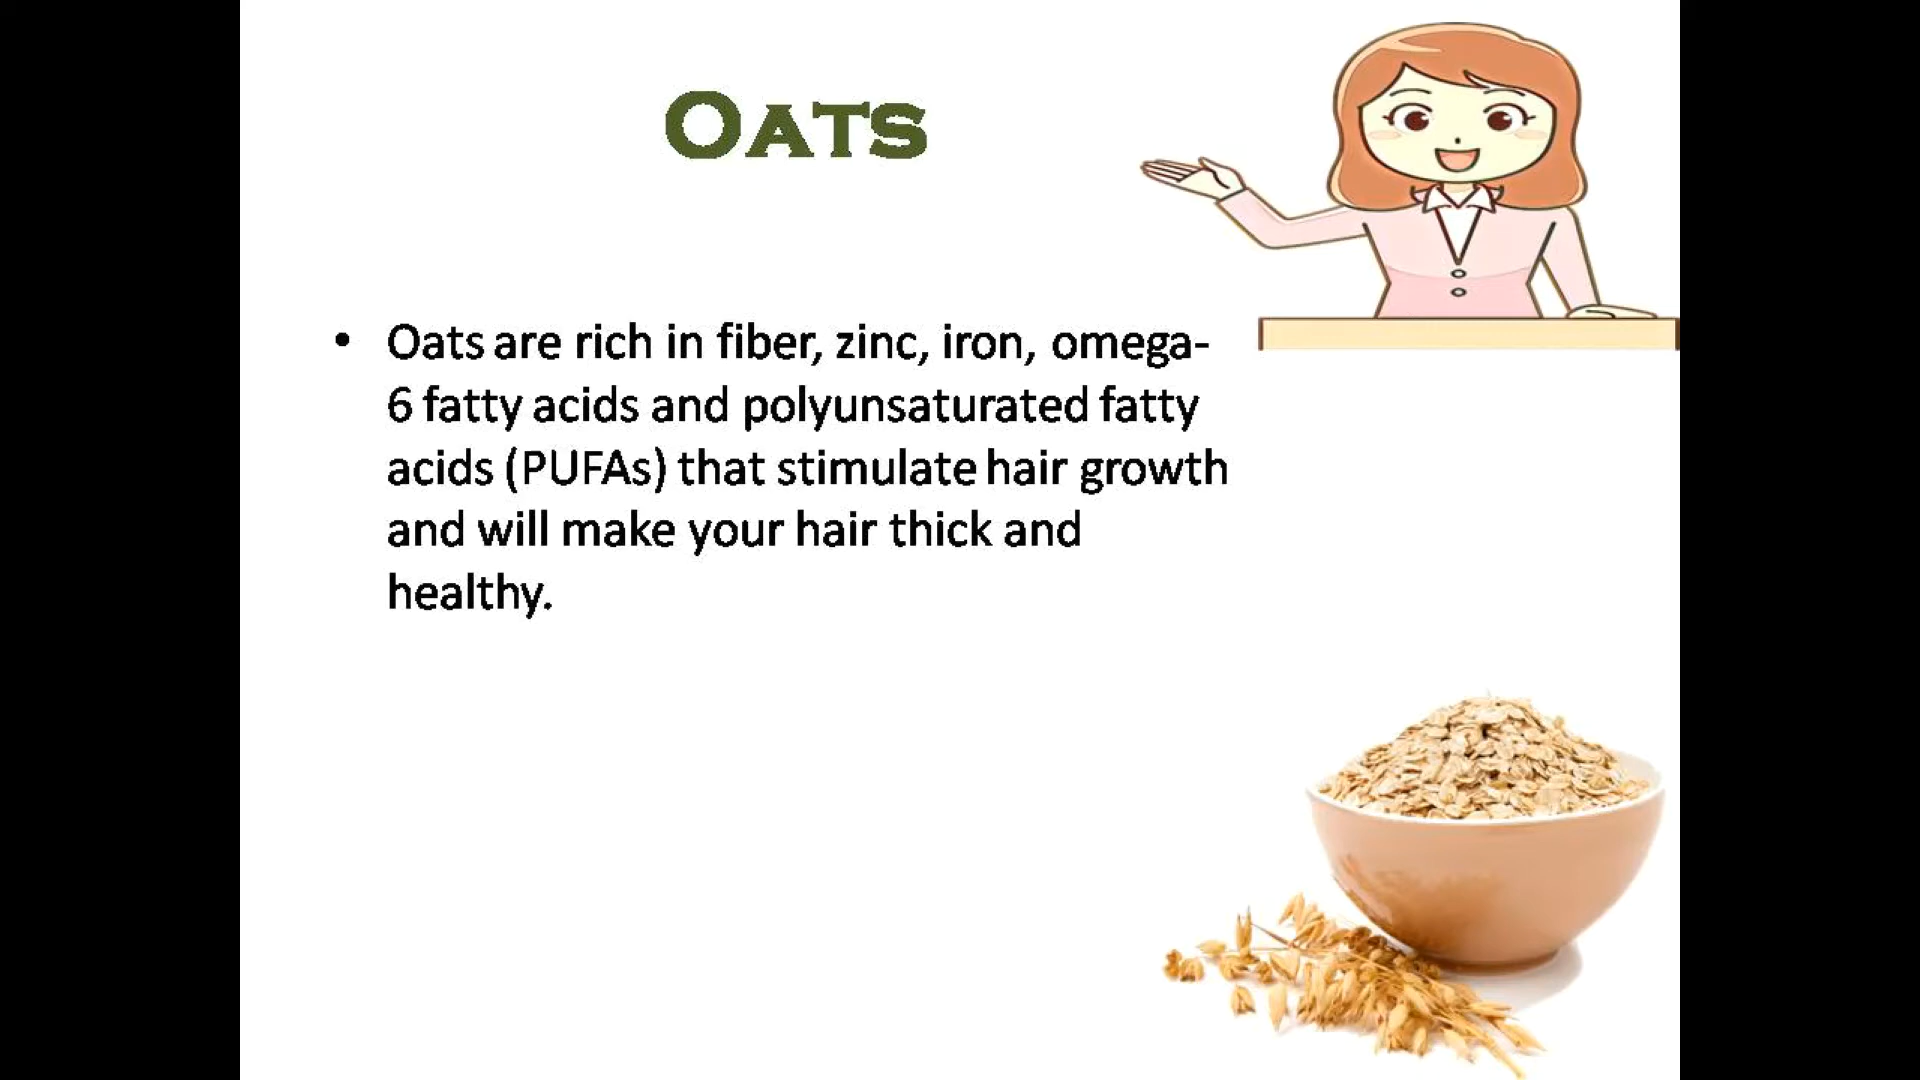 OATS
• Oats are rich in fiber, zinc, iron, omega-
6 fatty acids and polyunsaturated fatty
acids (PUFAs) that stimulate hair growth
and will make your hair thick and
healthy.